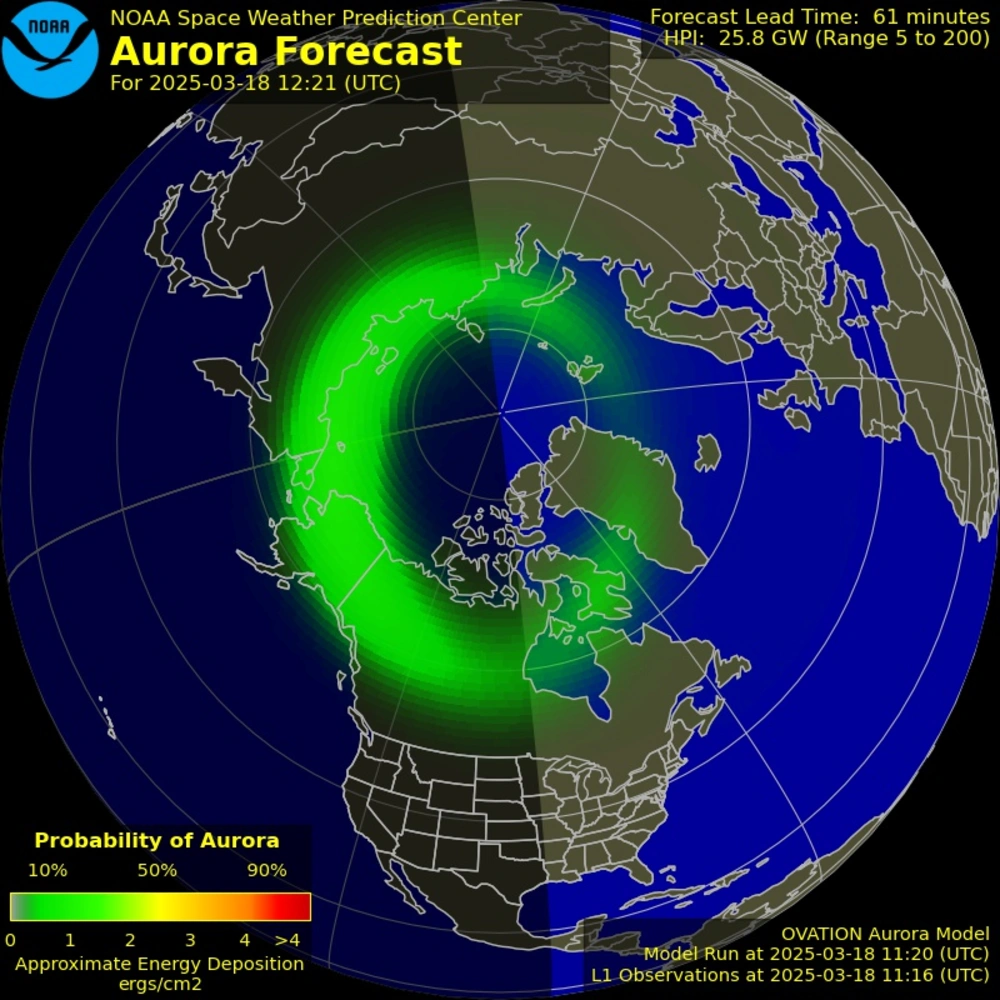 NOAA
NOAA Space Weather Prediction Center
Aurora Forecast
For 2025-03-18 12:21 (UTC)
Forecast Lead Time: 61 minutes
HPI: 25.8 GW (Range 5 to 200)
Probability of Aurora
10% 50% 90%
0 1 2 3 4 >4
Approximate Energy Deposition
ergs/cm2
OVATION Aurora Model
Model Run at 2025-03-18 11:20 (UTC)
L1 Observations at 2025-03-18 11:16 (UTC)